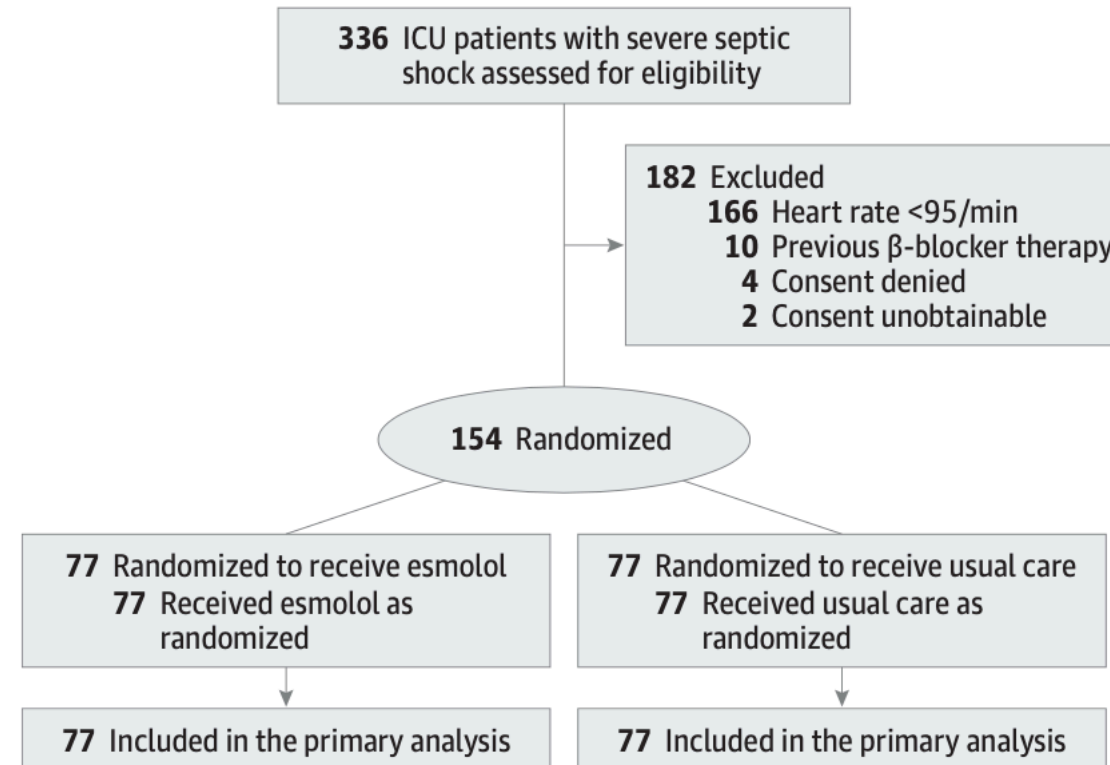 336 ICU patients with severe septic
shock assessed for eligibility
182 Excluded
166 Heart rate <95/min
10 Previous β-blocker therapy
4 Consent denied
2 Consent unobtainable
154 Randomized
77 Randomized to receive esmolol
77 Received esmolol as
randomized
77 Randomized to receive usual care
77 Received usual care as
randomized
77 Included in the primary analysis
77 Included in the primary analysis